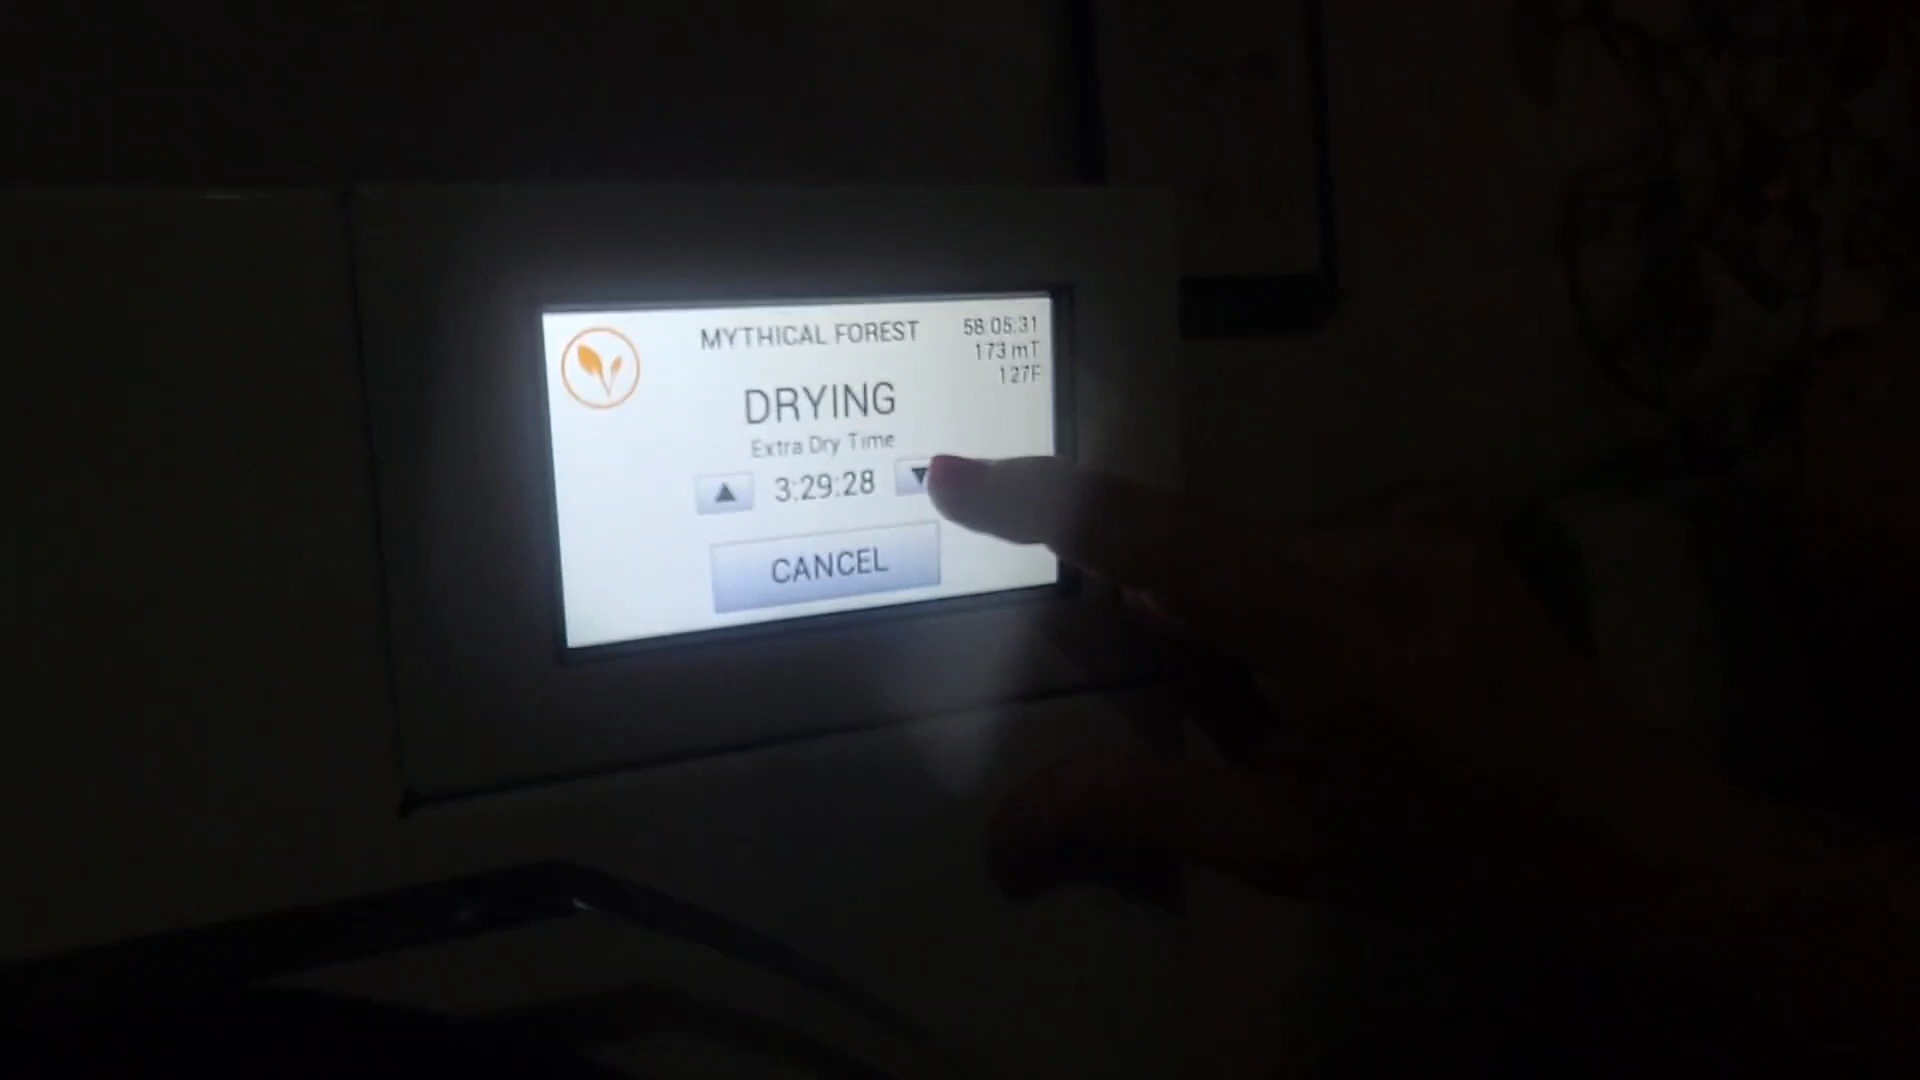 MYTHICAL FOREST
58:05:31
173 mT
127F
DRYING
Extra Dry Time
▲ 3:29:28 ▼
CANCEL